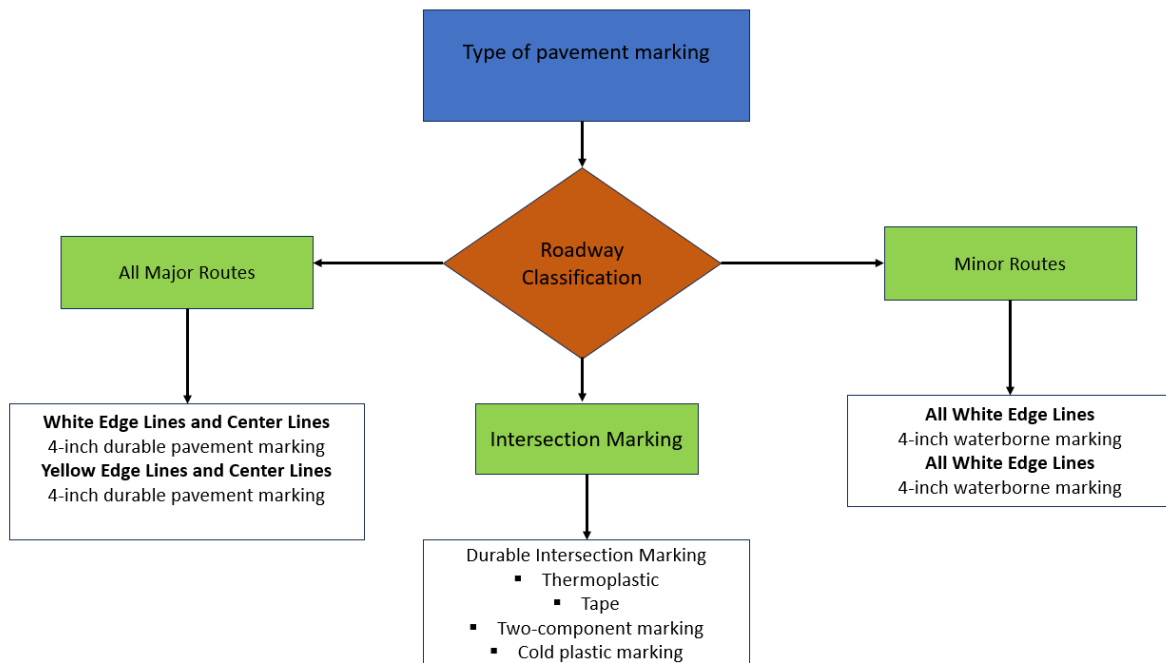 Type of pavement marking
Roadway
Classification
All Major Routes
Minor Routes
White Edge Lines and Center Lines
4-inch durable pavement marking
Yellow Edge Lines and Center Lines
4-inch durable pavement marking
Intersection Marking
All White Edge Lines
4-inch waterborne marking
All White Edge Lines
4-inch waterborne marking
Durable Intersection Marking
▪ Thermoplastic
▪ Tape
▪ Two-component marking
▪ Cold plastic marking